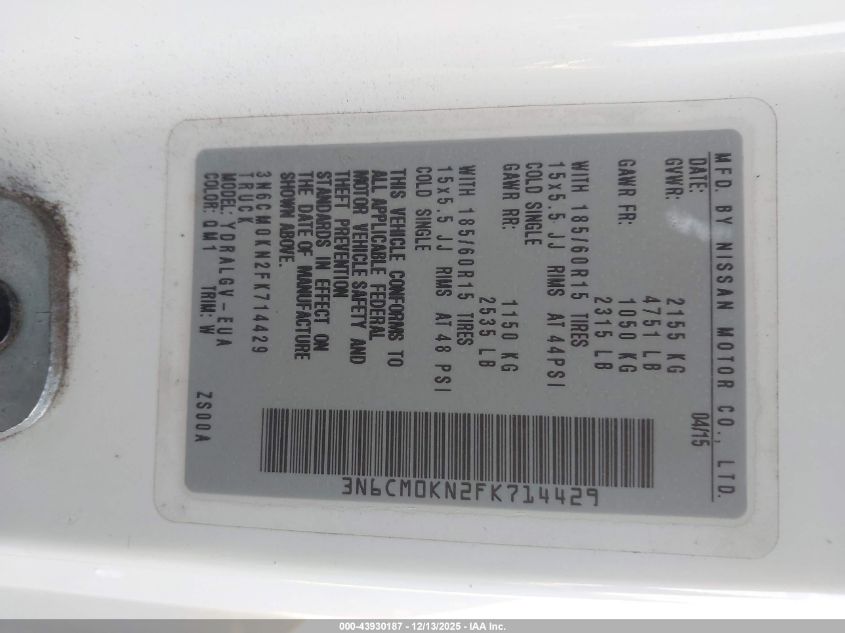 MFD. BY NISSAN MOTOR CO., LTD.
DATE: 04/15
GVWR: 2155 KG
4751 LB
GAWR FR: 1050 KG
2315 LB
WITH 185/60R15 TIRES
15x5.5 JJ RIMS AT 44PSI
COLD SINGLE
GAWR RR: 1150 KG
2535 LB
WITH 185/60R15 TIRES
15x5.5 JJ RIMS AT 48 PSI
COLD SINGLE
THIS VEHICLE CONFORMS TO
ALL APPLICABLE FEDERAL
MOTOR VEHICLE SAFETY AND
THEFT PREVENTION
STANDARDS IN EFFECT ON
THE DATE OF MANUFACTURE
SHOWN ABOVE.
3N6CM0KN2FK714429
TRUCK
MODEL: YDRALGV-EUA
COLOR: QM1 TRIM: W ZS00A
3N6CM0KN2FK714429
000-43930187 - 12/13/2025 - IAA Inc.